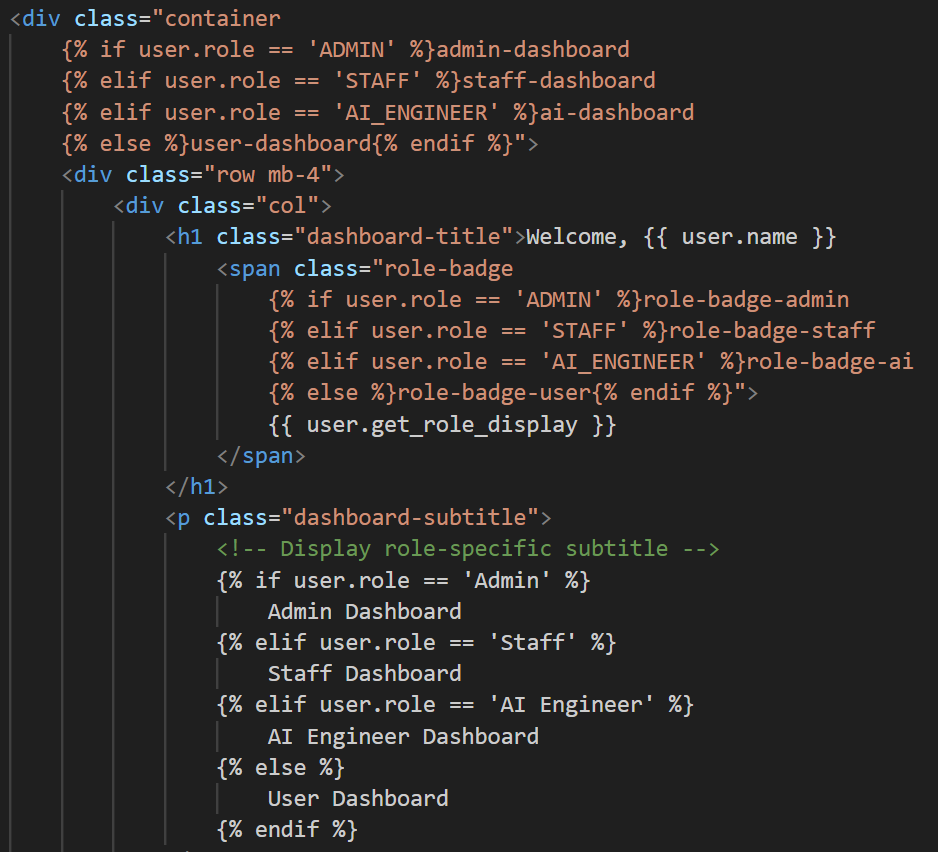 <div class="container
{% if user.role == 'ADMIN' %}admin-dashboard
{% elif user.role == 'STAFF' %}staff-dashboard
{% elif user.role == 'AI_ENGINEER' %}ai-dashboard
{% else %}user-dashboard{% endif %}">
<div class="row mb-4">
<div class="col">
<h1 class="dashboard-title">Welcome, {{ user.name }}
<span class="role-badge
{% if user.role == 'ADMIN' %}role-badge-admin
{% elif user.role == 'STAFF' %}role-badge-staff
{% elif user.role == 'AI_ENGINEER' %}role-badge-ai
{% else %}role-badge-user{% endif %}">
{{ user.get_role_display }}
</span>
</h1>
<p class="dashboard-subtitle">
<!-- Display role-specific subtitle -->
{% if user.role == 'Admin' %}
Admin Dashboard
{% elif user.role == 'Staff' %}
Staff Dashboard
{% elif user.role == 'AI Engineer' %}
AI Engineer Dashboard
{% else %}
User Dashboard
{% endif %}